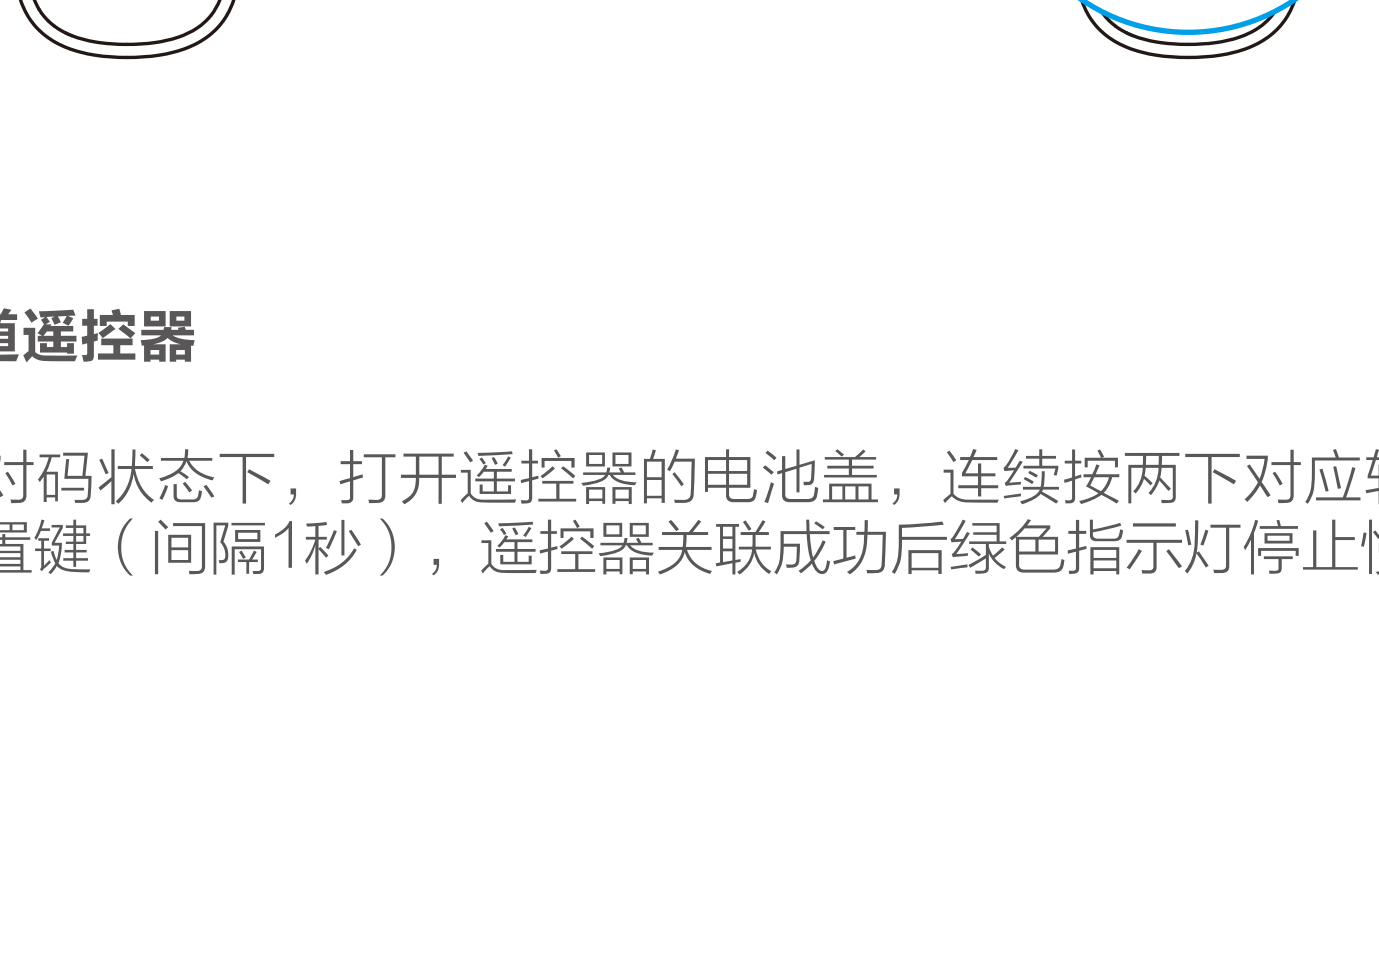 道遥控器
对码状态下，打开遥控器的电池盖，连续按两下对应
置键（间隔1秒），遥控器关联成功后绿色指示灯停止